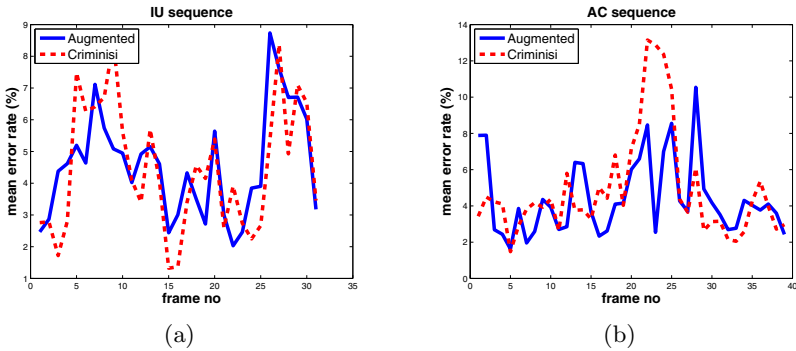 IU sequence
Augmented
Criminisi
mean error rate (%)
9
8
7
6
5
4
3
2
1
0 5 10 15 20 25 30 35
frame no
(a)
AC sequence
Augmented
Criminisi
mean error rate (%)
14
12
10
8
6
4
2
0
0 5 10 15 20 25 30 35 40
frame no
(b)